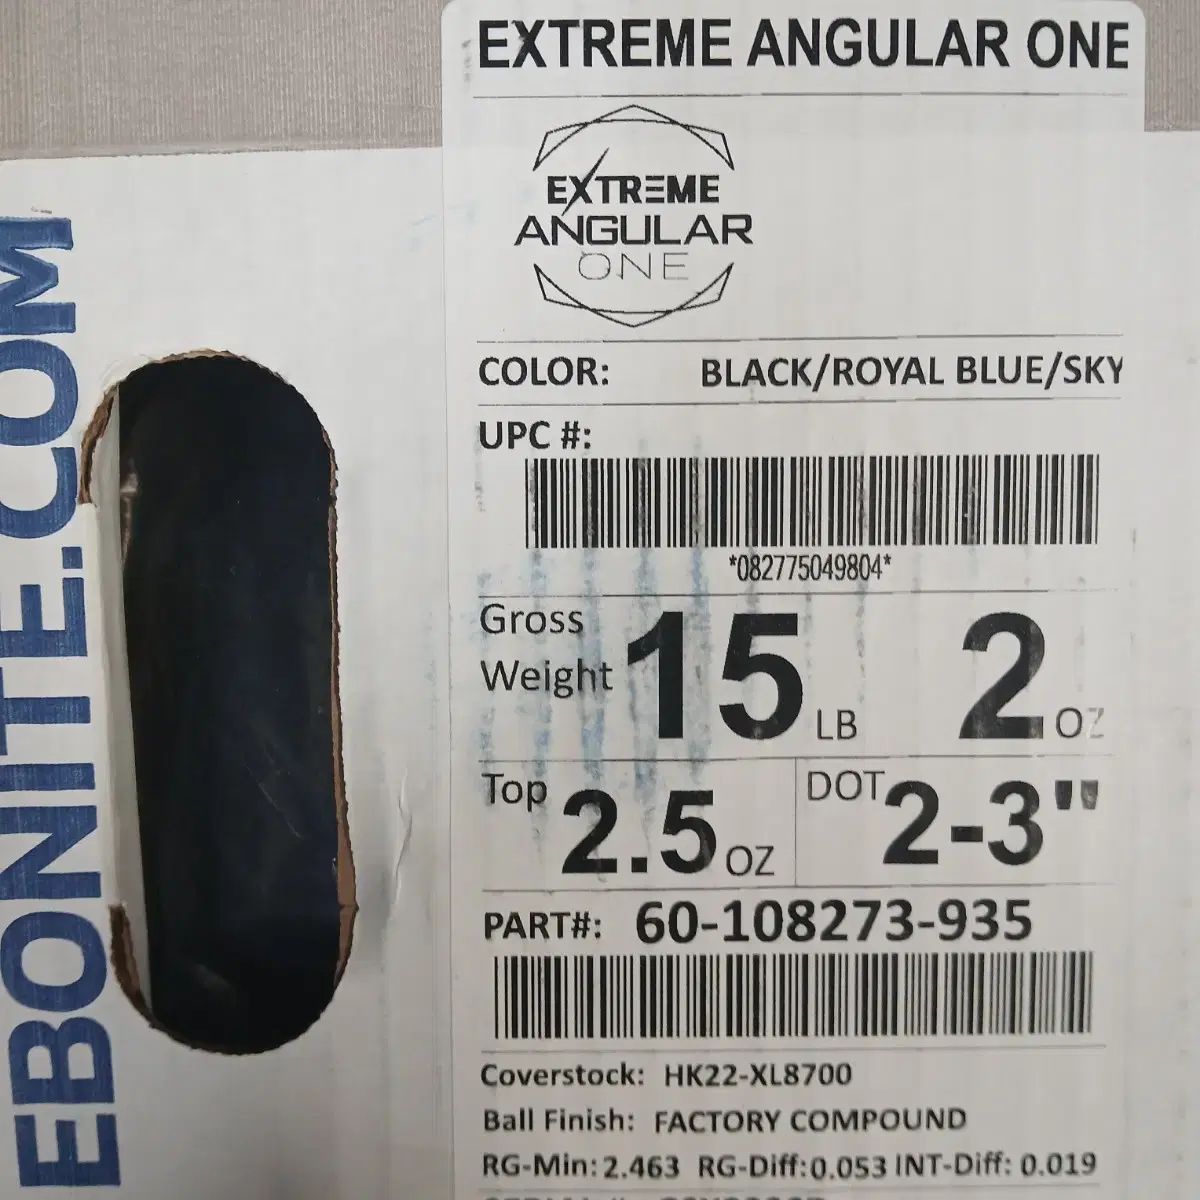 EXTREME ANGULAR ONE
EXTREME
ANGULAR
ONE
COLOR: BLACK/ROYAL BLUE/SKY
UPC #:
*082775049804*
Gross Weight 15 LB 2 OZ
Top 2.5 OZ DOT 2-3"
PART#: 60-108273-935
Coverstock: HK22-XL8700
Ball Finish: FACTORY COMPOUND
RG-Min: 2.463 RG-Diff: 0.053 INT-Diff: 0.019
EBONITE.COM